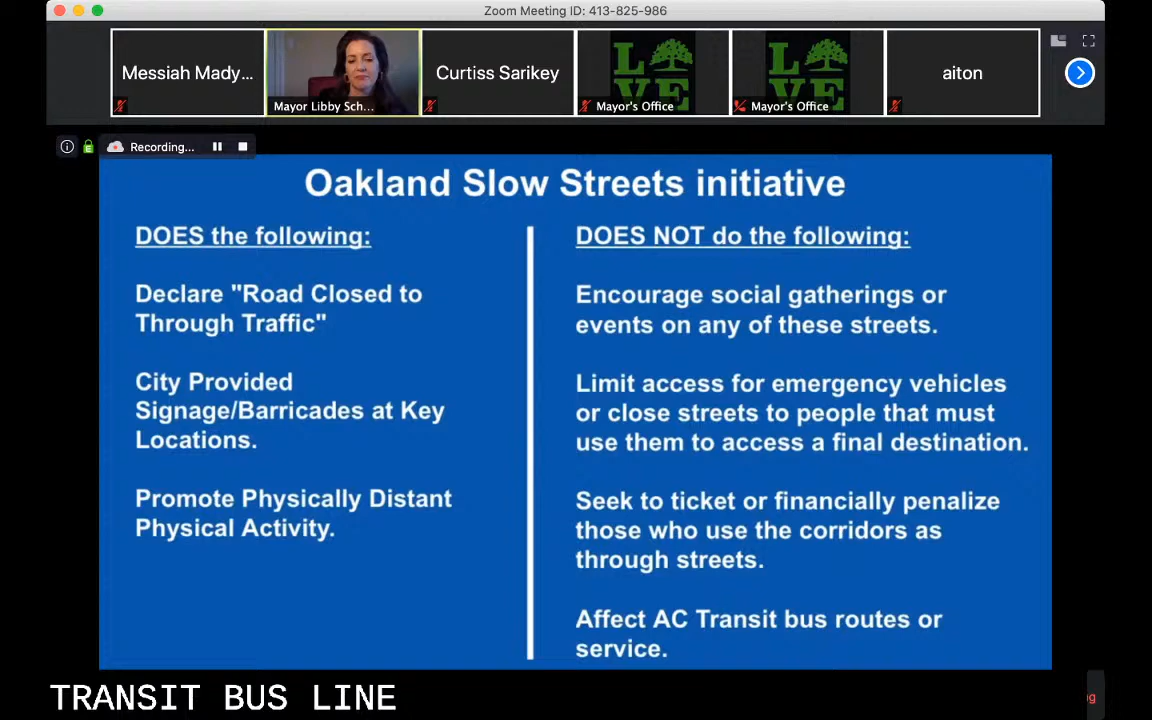 Zoom Meeting ID: 413-825-986
Messiah Mady...
Mayor Libby Sch...
Curtiss Sarikey
LOVE
Mayor's Office
LOVE
Mayor's Office
aiton
Recording...
Oakland Slow Streets initiative
DOES the following:
Declare "Road Closed to
Through Traffic"
City Provided
Signage/Barricades at Key
Locations.
Promote Physically Distant
Physical Activity.
DOES NOT do the following:
Encourage social gatherings or
events on any of these streets.
Limit access for emergency vehicles
or close streets to people that must
use them to access a final destination.
Seek to ticket or financially penalize
those who use the corridors as
through streets.
Affect AC Transit bus routes or
service.
TRANSIT BUS LINE